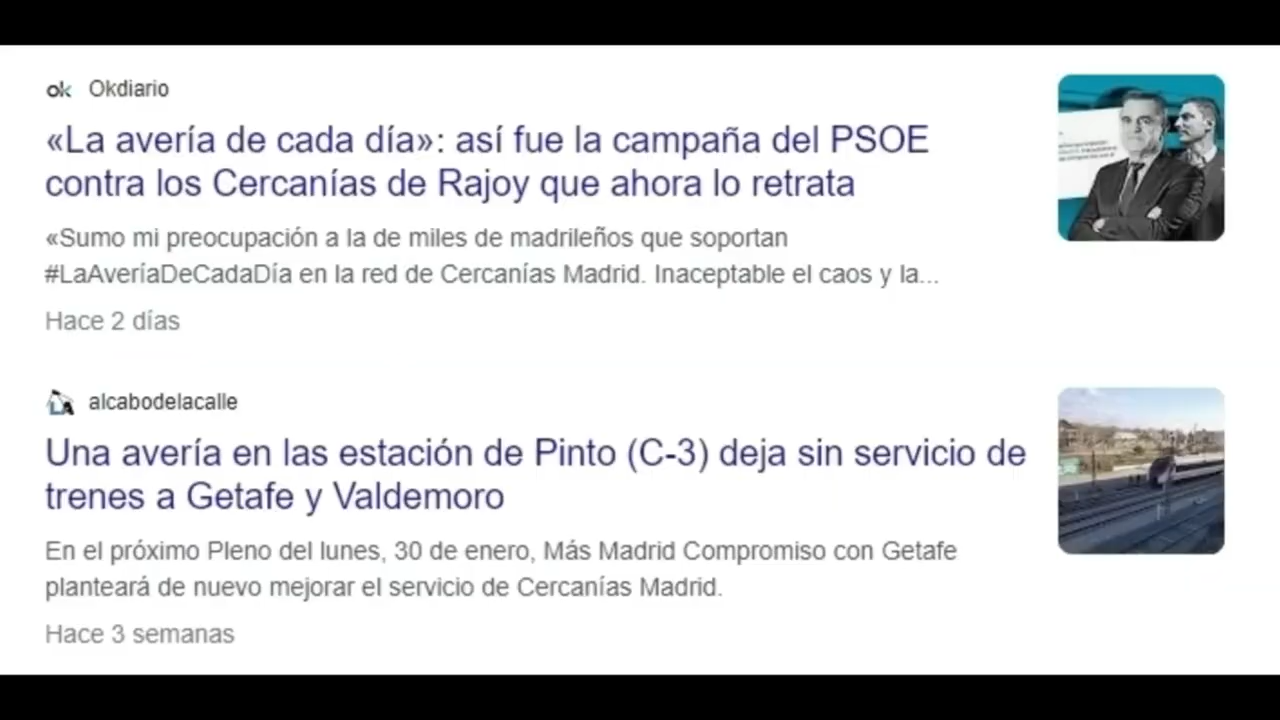 ok Okdiario
«La avería de cada día»: así fue la campaña del PSOE
contra los Cercanías de Rajoy que ahora lo retrata
«Sumo mi preocupación a la de miles de madrileños que soportan
#LaAveríaDeCadaDía en la red de Cercanías Madrid. Inaceptable el caos y la...
Hace 2 días
alcabodelacalle
Una avería en las estación de Pinto (C-3) deja sin servicio de
trenes a Getafe y Valdemoro
En el próximo Pleno del lunes, 30 de enero, Más Madrid Compromiso con Getafe
planteará de nuevo mejorar el servicio de Cercanías Madrid.
Hace 3 semanas